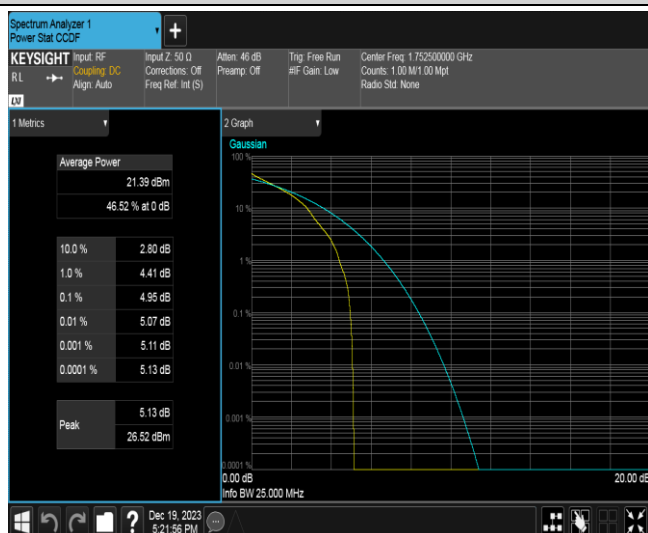 Spectrum Analyzer 1
Power Stat CCDF
KEYSIGHT
RL
LXI
Input: RF
Coupling: DC
Align: Auto
Input Z: 50 Ω
Corrections: Off
Freq Ref: Int (S)
Atten: 46 dB
Preamp: Off
Trig: Free Run
#IF Gain: Low
Center Freq: 1.752500000 GHz
Counts: 1.00 M/1.00 Mpt
Radio Std: None
1 Metrics
Average Power
21.39 dBm
46.52 % at 0 dB
10.0 % 2.80 dB
1.0 % 4.41 dB
0.1 % 4.95 dB
0.01 % 5.07 dB
0.001 % 5.11 dB
0.0001 % 5.13 dB
Peak
5.13 dB
26.52 dBm
2 Graph
Gaussian
100 %
10 %
1 %
0.1 %
0.01 %
0.001 %
0.0001 %
0.00 dB 20.00 dB
Info BW 25.000 MHz
?
Dec 19, 2023
5:21:56 PM